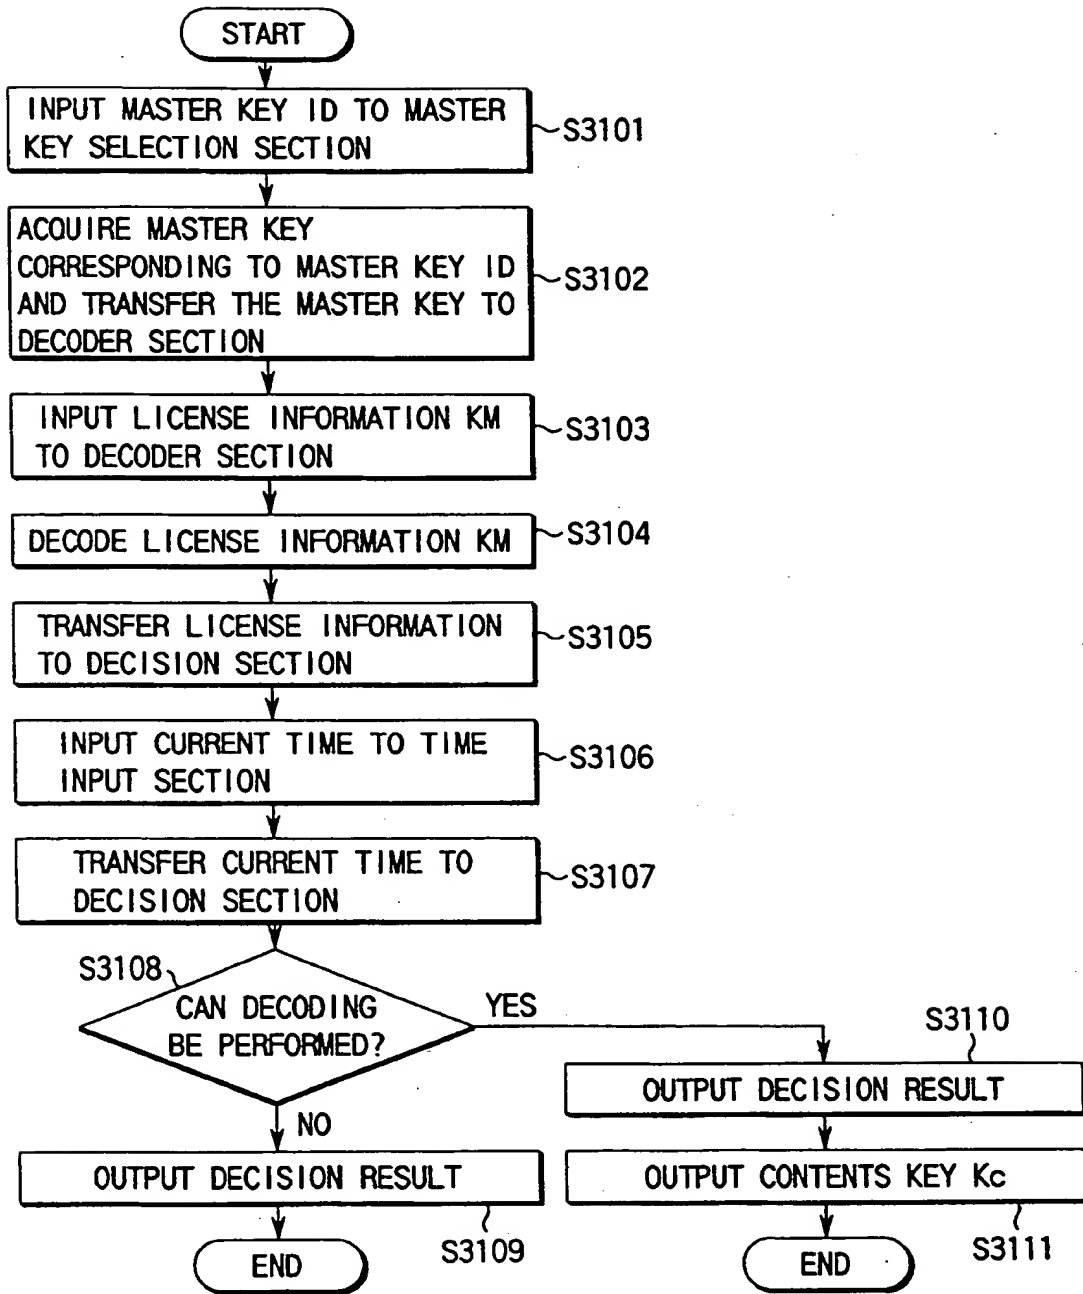 START
INPUT MASTER KEY ID TO MASTER
KEY SELECTION SECTION
S3101
ACQUIRE MASTER KEY
CORRESPONDING TO MASTER KEY ID
AND TRANSFER THE MASTER KEY TO
DECODER SECTION
S3102
INPUT LICENSE INFORMATION KM
TO DECODER SECTION
S3103
DECODE LICENSE INFORMATION KM
S3104
TRANSFER LICENSE INFORMATION
TO DECISION SECTION
S3105
INPUT CURRENT TIME TO TIME
INPUT SECTION
S3106
TRANSFER CURRENT TIME TO
DECISION SECTION
S3107
S3108
CAN DECODING
BE PERFORMED?
YES
NO
OUTPUT DECISION RESULT
S3109
END
S3110
OUTPUT DECISION RESULT
OUTPUT CONTENTS KEY Kc
S3111
END